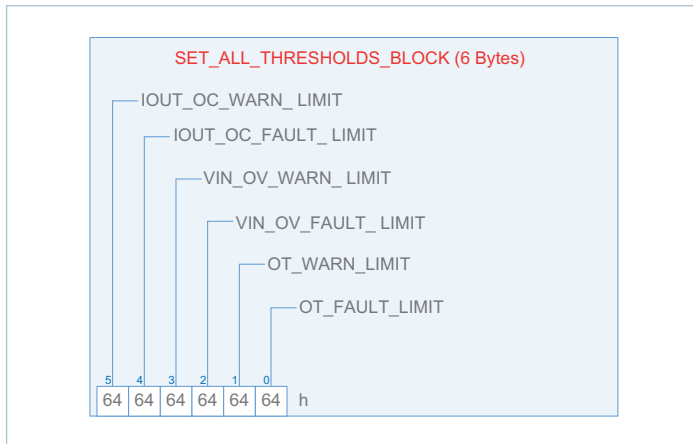 SET_ALL_THRESHOLDS_BLOCK (6 Bytes)
IOUT_OC_WARN_ LIMIT
IOUT_OC_FAULT_ LIMIT
VIN_OV_WARN_ LIMIT
VIN_OV_FAULT_ LIMIT
OT_WARN_LIMIT
OT_FAULT_LIMIT
5 4 3 2 1 0
64 64 64 64 64 64 h